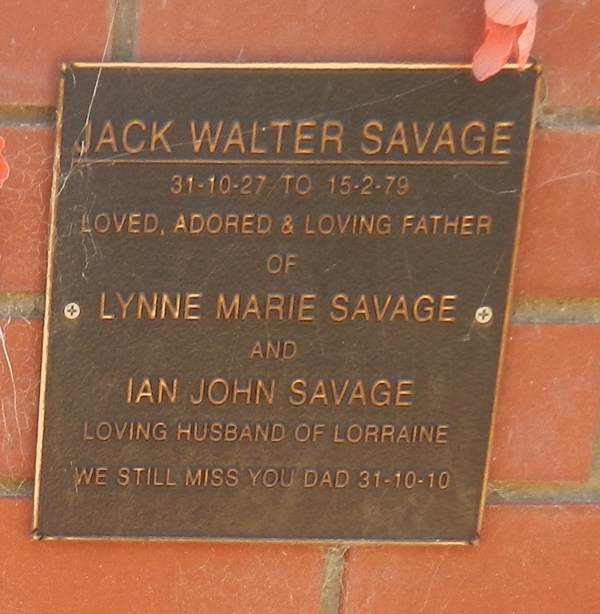 JACK WALTER SAVAGE
31-10-27 TO 15-2-79
LOVED, ADORED & LOVING FATHER
OF
LYNNE MARIE SAVAGE
AND
IAN JOHN SAVAGE
LOVING HUSBAND OF LORRAINE
WE STILL MISS YOU DAD 31-10-10